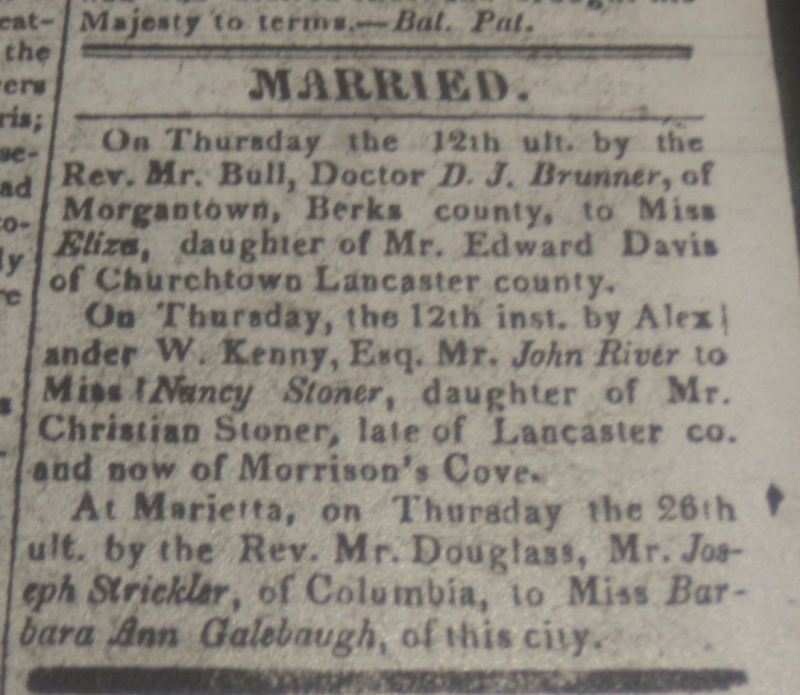 Majesty to terms.—Bal. Pat.
MARRIED.
On Thursday the 12th ult. by the
Rev. Mr. Bull, Doctor D. J. Brunner, of
Morgantown, Berks county, to Miss
Eliza, daughter of Mr. Edward Davis
of Churchtown Lancaster county.
On Thursday, the 12th inst. by Alex
ander W. Kenny, Esq. Mr. John River to
Miss Nancy Stoner, daughter of Mr.
Christian Stoner, late of Lancaster co.
and now of Morrison's Cove.
At Marietta, on Thursday the 26th
ult. by the Rev. Mr. Douglass, Mr. Jos-
eph Strickler, of Columbia, to Miss Bar-
bara Ann Galebaugh, of this city.